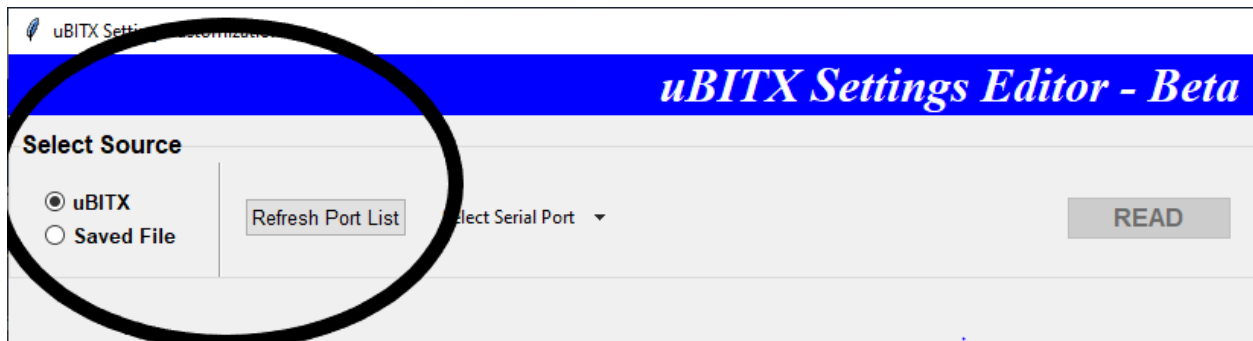 uBITX
uBITX Settings Editor - Beta
Select Source
uBITX
Refresh Port List
Serial Port
READ
Saved File